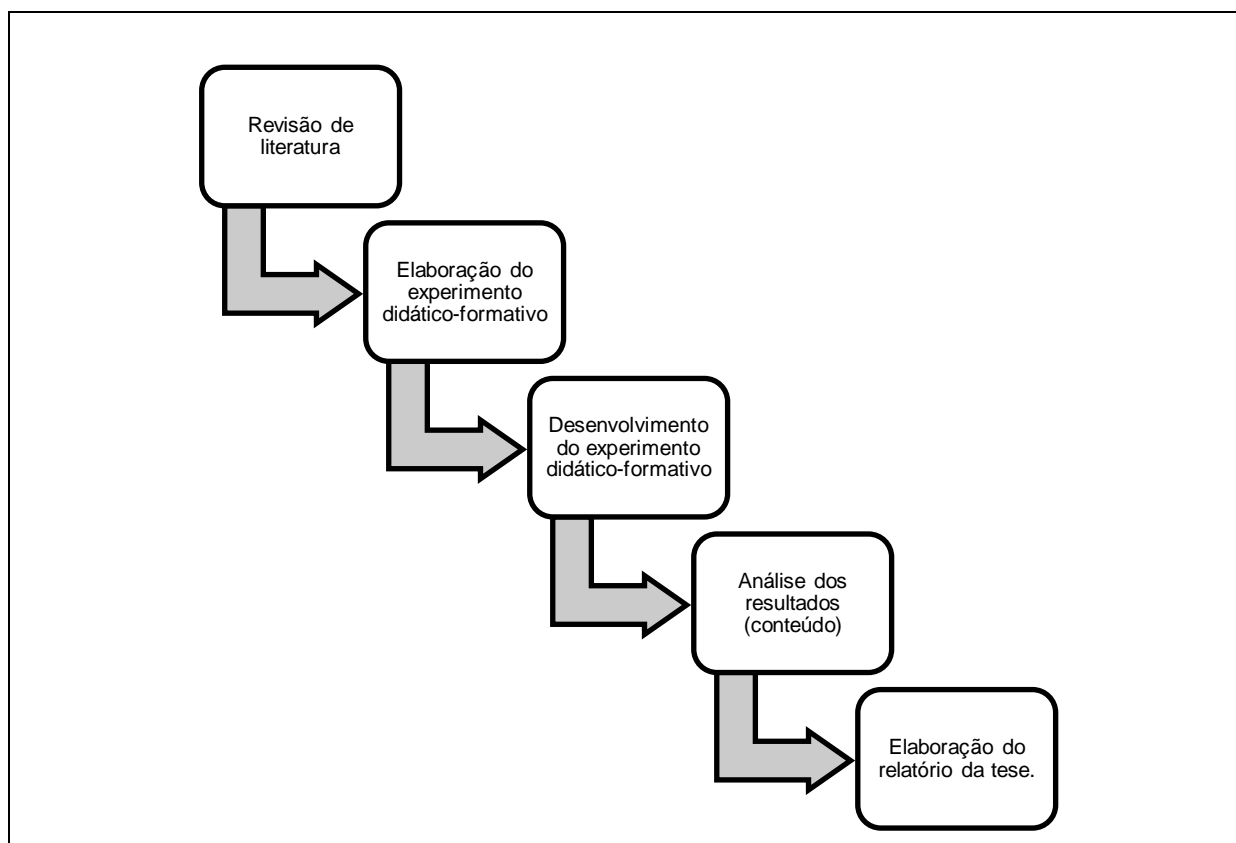 Revisão de
literatura
Elaboração do
experimento
didático-formativo
Desenvolvimento
do experimento
didático-formativo
Análise dos
resultados
(conteúdo)
Elaboração do
relatório da tese.